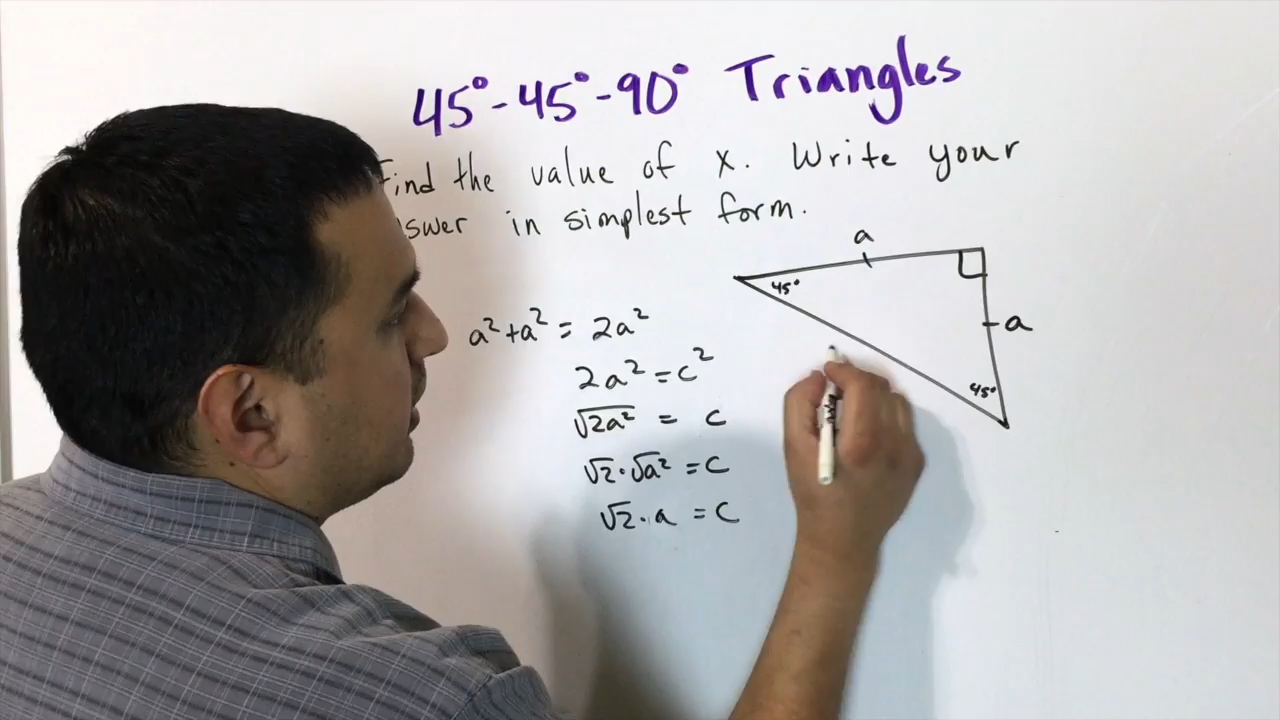 45°-45°-90° Triangles
Find the value of x. Write your
swer in simplest form.
a
45°
a
45°
a²+a² = 2a²
2a² = c²
√2a² = c
√2·√a² = c
√2·a = c